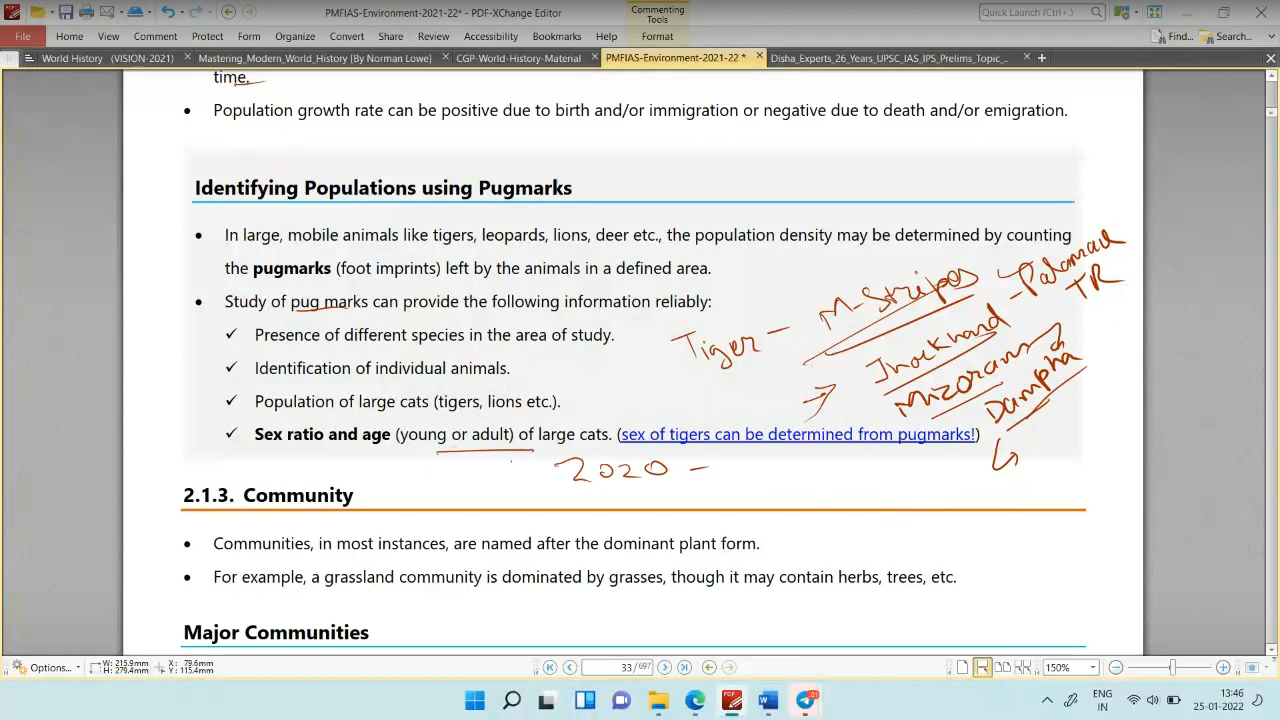 PMFIAS-Environment-2021-22* - PDF-XChange Editor
Commenting Tools
Quick Launch (Ctrl+.)
File Home View Comment Protect Form Organize Convert Share Review Accessibility Bookmarks Help Format
Find... Search...
World History (VISION-2021) Mastering_Modern_World_History [By Norman Lowe] CGP-World-History-Material PMFIAS-Environment-2021-22 * Disha_Experts_26_Years_UPSC_IAS_IPS_Prelims_Topic_...
time.
• Population growth rate can be positive due to birth and/or immigration or negative due to death and/or emigration.
Identifying Populations using Pugmarks
• In large, mobile animals like tigers, leopards, lions, deer etc., the population density may be determined by counting
the pugmarks (foot imprints) left by the animals in a defined area.
• Study of pug marks can provide the following information reliably:
✓ Presence of different species in the area of study.
✓ Identification of individual animals.
✓ Population of large cats (tigers, lions etc.).
✓ Sex ratio and age (young or adult) of large cats. (sex of tigers can be determined from pugmarks!)
Tiger - M-Stripes
- Palamau
TR
Jharkhand
Mizoram
Dampha
2020 -
2.1.3. Community
• Communities, in most instances, are named after the dominant plant form.
• For example, a grassland community is dominated by grasses, though it may contain herbs, trees, etc.
Major Communities
Options...
W: 215.9mm
H: 279.4mm
X: 79.6mm
Y: 115.4mm
33 / 697
150%
ENG
IN
13:46
25-01-2022